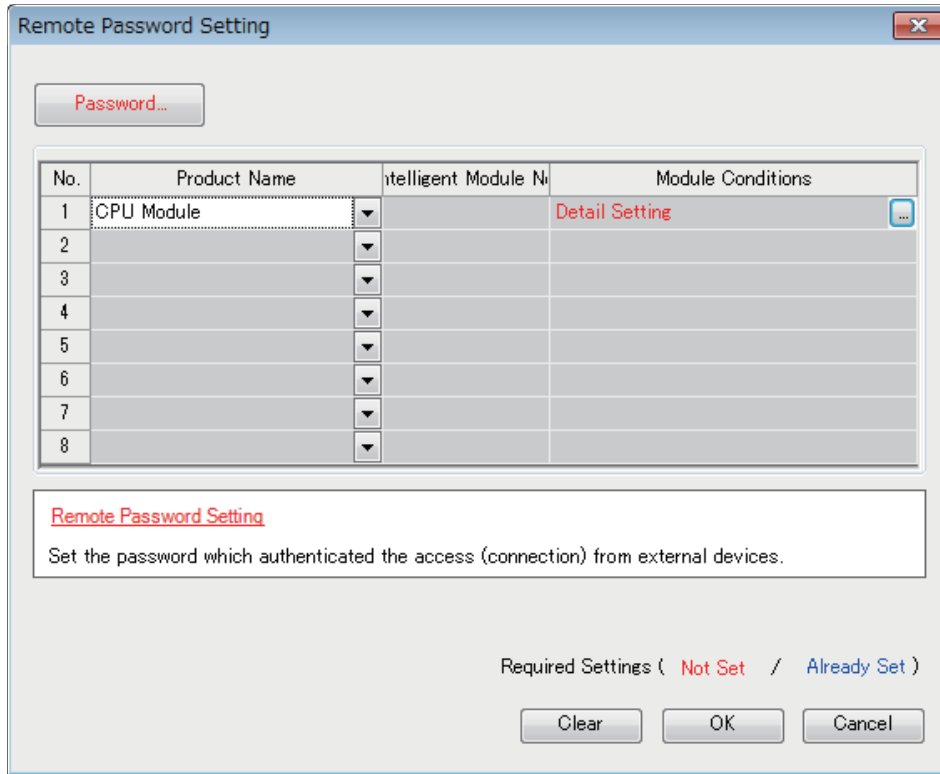 Remote Password Setting
Password...
No. Product Name ntelligent Module N Module Conditions
1 CPU Module Detail Setting ...
2
3
4
5
6
7
8
Remote Password Setting
Set the password which authenticated the access (connection) from external devices.
Required Settings ( Not Set / Already Set )
Clear OK Cancel